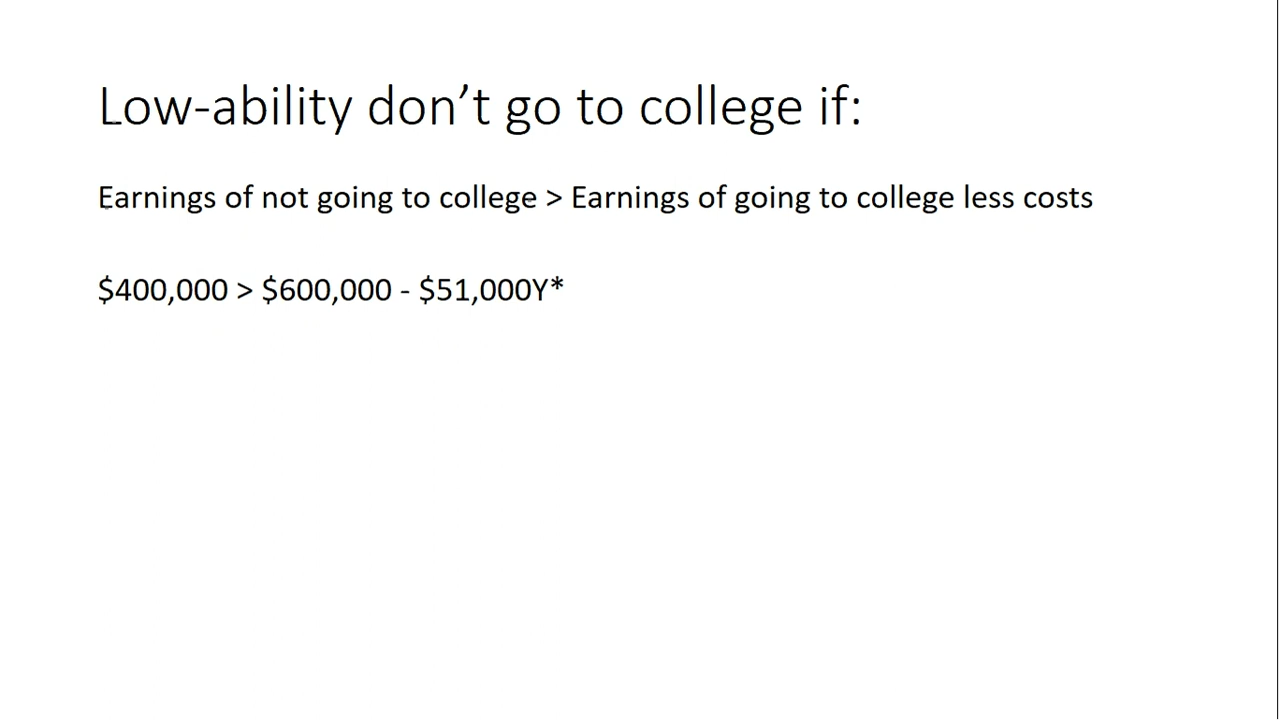 Low-ability don’t go to college if:
Earnings of not going to college > Earnings of going to college less costs
$400,000 > $600,000 - $51,000Y*